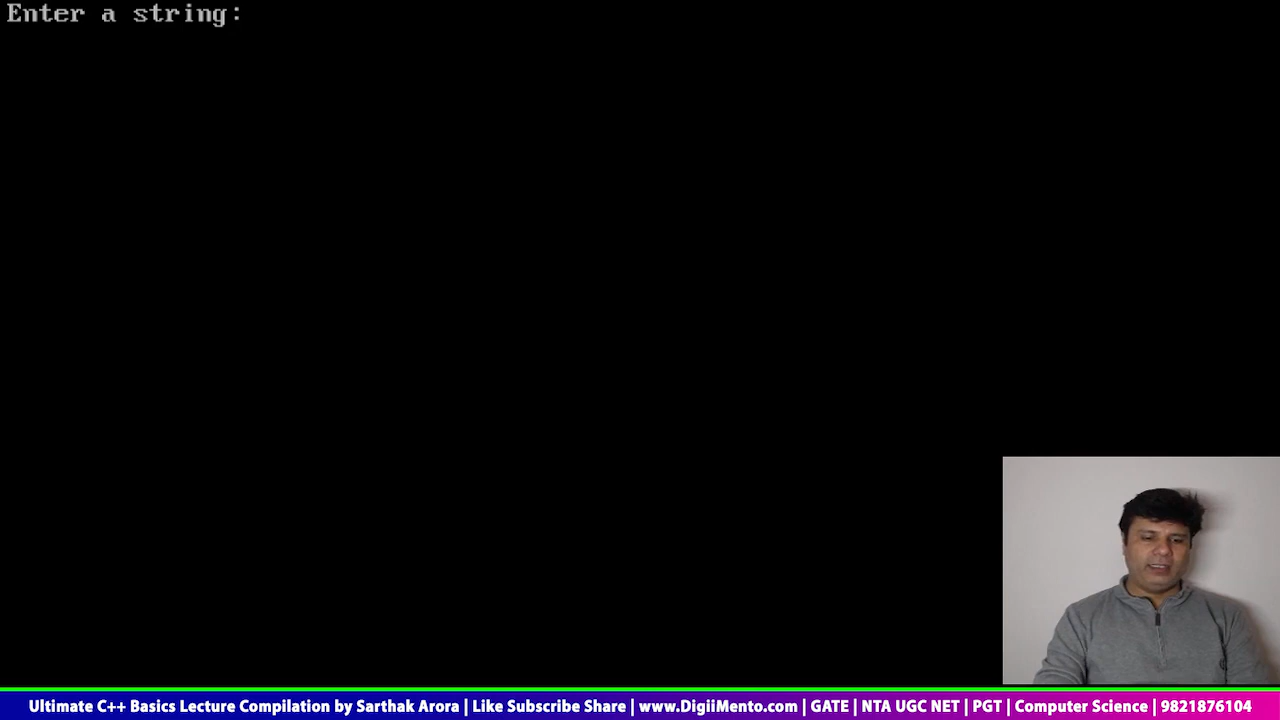 Enter a string:
Ultimate C++ Basics Lecture Compilation by Sarthak Arora | Like Subscribe Share | www.DigiiMento.com | GATE | NTA UGC NET | PGT | Computer Science | 9821876104